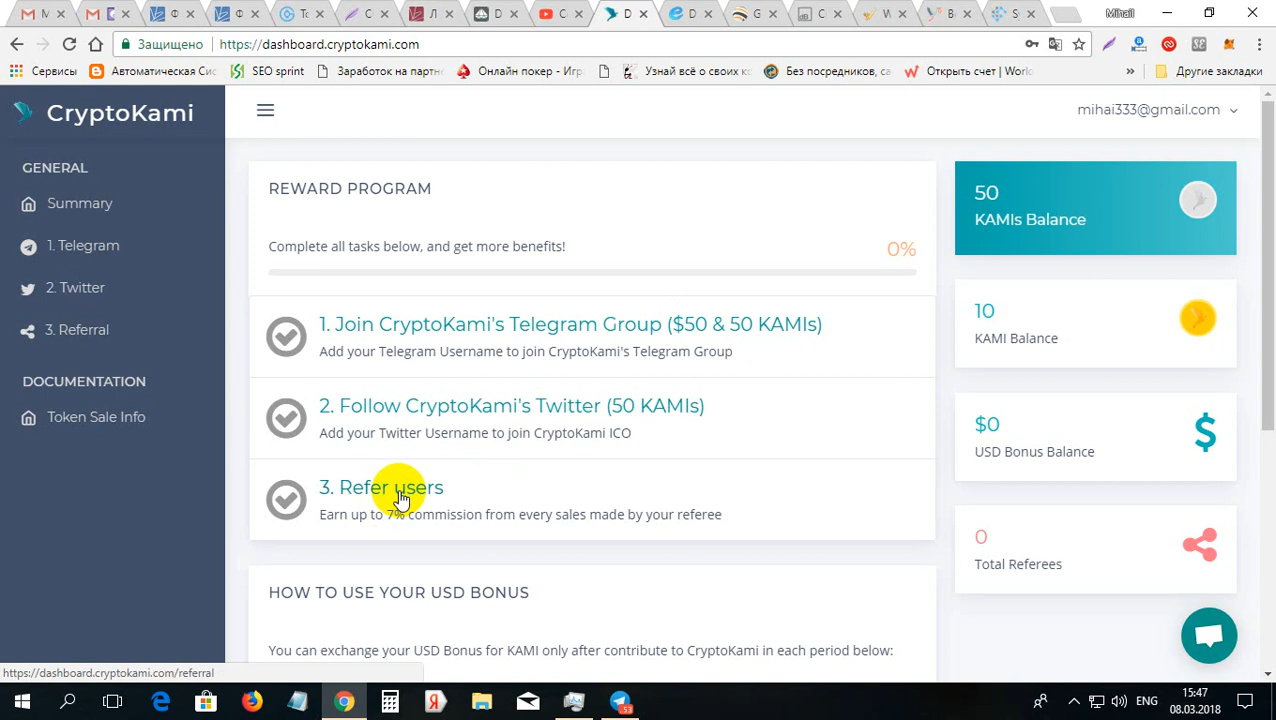 M
М
Ф
Ф
Т
С
Л
D
С
D
D
G
С
W
В
S
Mihail
Защищено
https://dashboard.cryptokami.com
Сервисы
Автоматическая Сис
SEO sprint
Заработок на партне
Онлайн покер - Игр
Узнай всё о своих ко
Без посредников, са
Открыть счет | World
»
Другие закладки
CryptoKami
mihai333@gmail.com
GENERAL
Summary
1. Telegram
2. Twitter
3. Referral
DOCUMENTATION
Token Sale Info
REWARD PROGRAM
Complete all tasks below, and get more benefits!
0%
1. Join CryptoKami's Telegram Group ($50 & 50 KAMIs)
Add your Telegram Username to join CryptoKami's Telegram Group
2. Follow CryptoKami's Twitter (50 KAMIs)
Add your Twitter Username to join CryptoKami ICO
3. Refer users
Earn up to 7% commission from every sales made by your referee
HOW TO USE YOUR USD BONUS
You can exchange your USD Bonus for KAMI only after contribute to CryptoKami in each period below:
50
KAMIs Balance
10
KAMI Balance
$0
USD Bonus Balance
$
0
Total Referees
https://dashboard.cryptokami.com/referral
53
ENG
15:47
08.03.2018